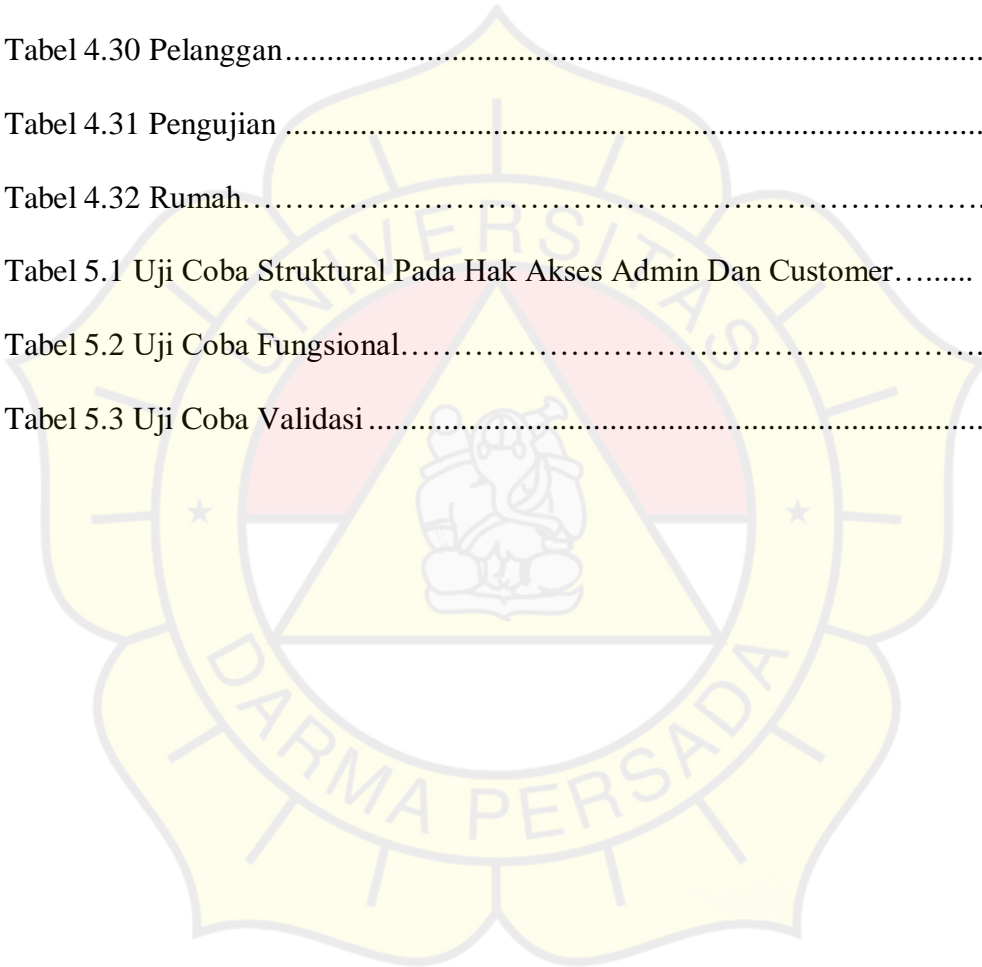 Tabel 4.30 Pelanggan....................................................................................
Tabel 4.31 Pengujian ....................................................................................
Tabel 4.32 Rumah……………………………………………………………….
Tabel 5.1 Uji Coba Struktural Pada Hak Akses Admin Dan Customer….......
Tabel 5.2 Uji Coba Fungsional………………………………………………….
Tabel 5.3 Uji Coba Validasi..........................................................................
UNIVERSITAS
DARMA PERSADA